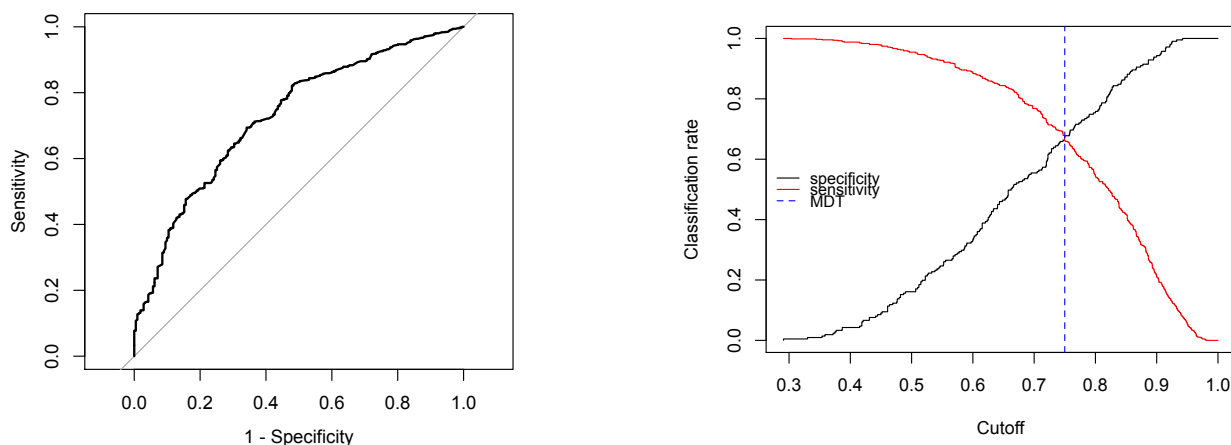 Sensitivity
1.0
0.8
0.6
0.4
0.2
0.0
0.0 0.2 0.4 0.6 0.8 1.0
1 - Specificity
Classification rate
1.0
0.8
0.6
0.4
0.2
0.0
specificity
sensitivity
MDT
0.3 0.4 0.5 0.6 0.7 0.8 0.9 1.0
Cutoff